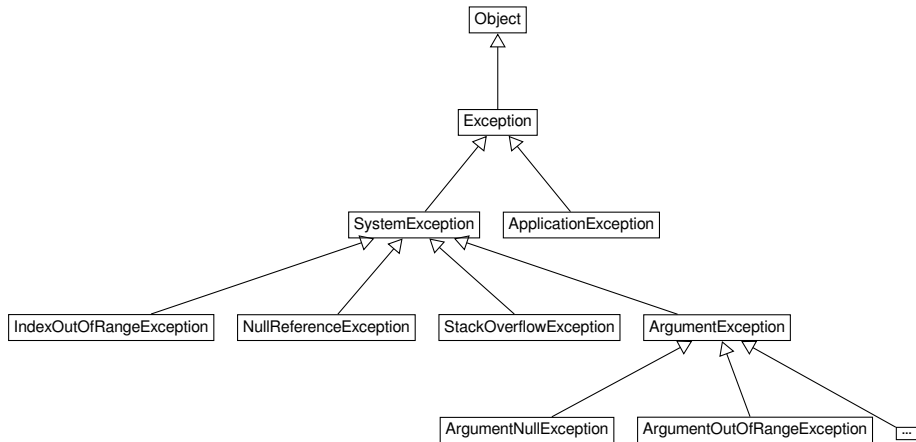 Object
Exception
SystemException
ApplicationException
IndexOutOfRangeException
NullReferenceException
StackOverflowException
ArgumentException
ArgumentNullException
ArgumentOutOfRangeException
...